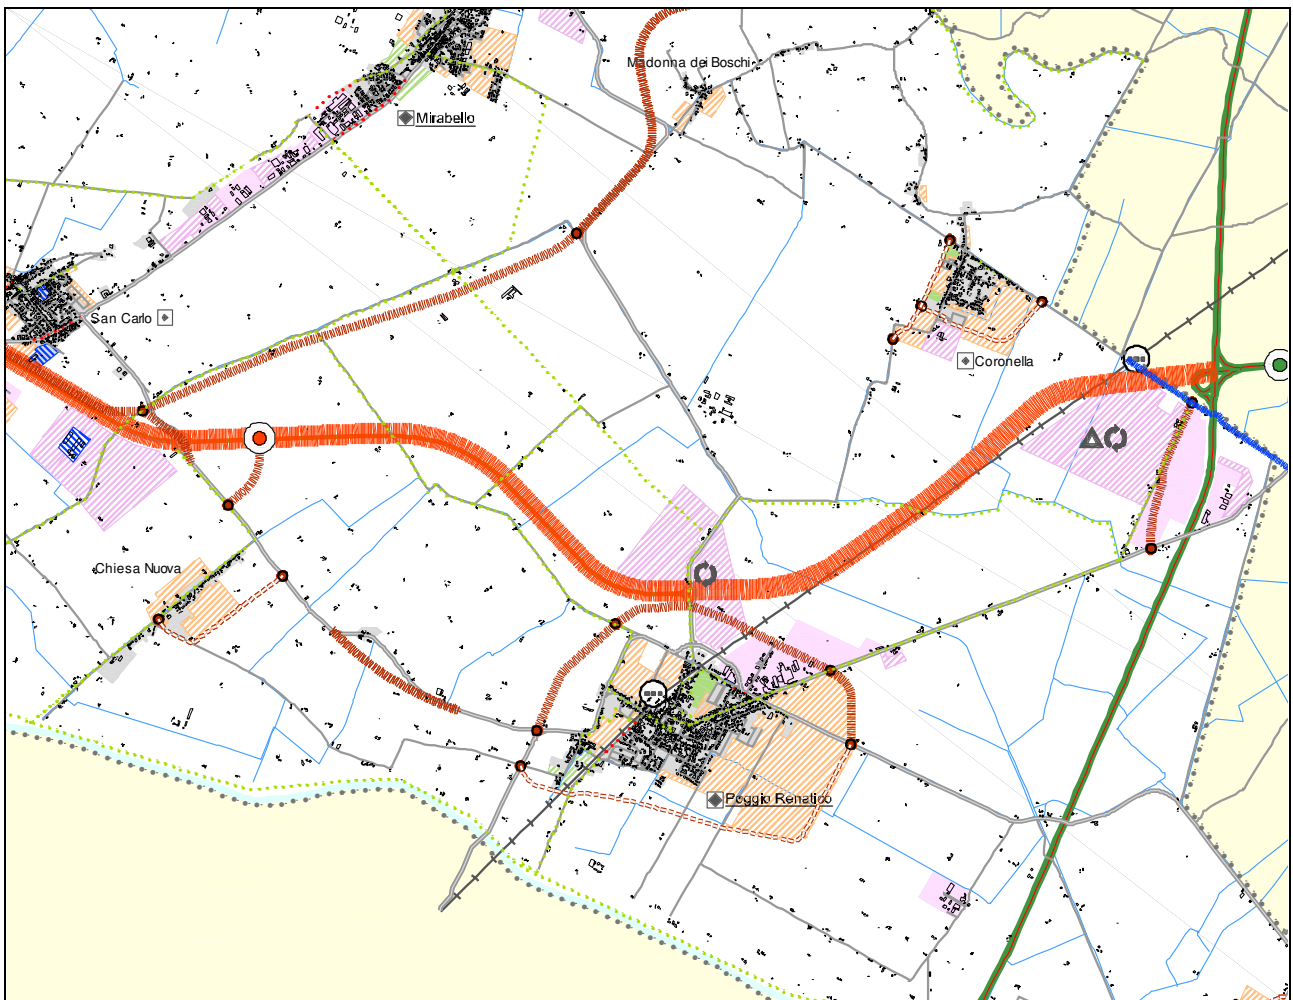 Madonna dei Boschi
Mirabello
San Carlo
Coronella
Chiesa Nuova
Poggio Renatico